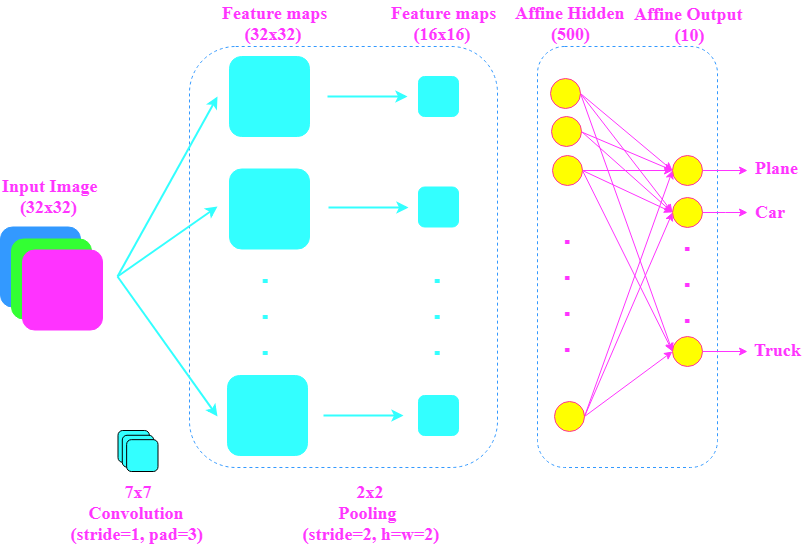 Feature maps
(32x32)
Feature maps
(16x16)
Affine Hidden
(500)
Affine Output
(10)
Input Image
(32x32)
Plane
Car
Truck
7x7
Convolution
(stride=1, pad=3)
2x2
Pooling
(stride=2, h=w=2)